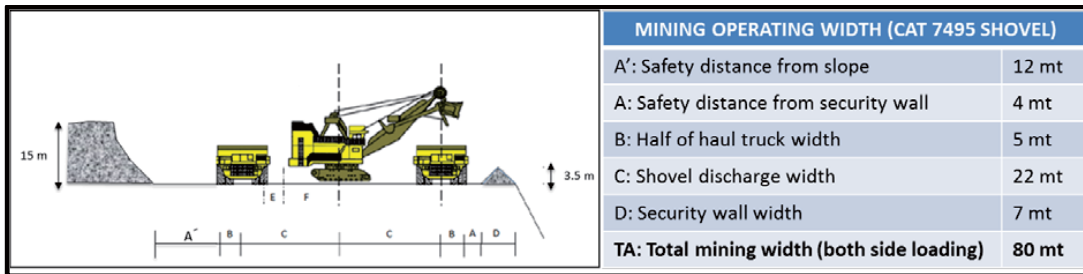 15 m
3.5 m
E F
A´ B C C B A D
MINING OPERATING WIDTH (CAT 7495 SHOVEL)
A′: Safety distance from slope 12 mt
A: Safety distance from security wall 4 mt
B: Half of haul truck width 5 mt
C: Shovel discharge width 22 mt
D: Security wall width 7 mt
TA: Total mining width (both side loading) 80 mt